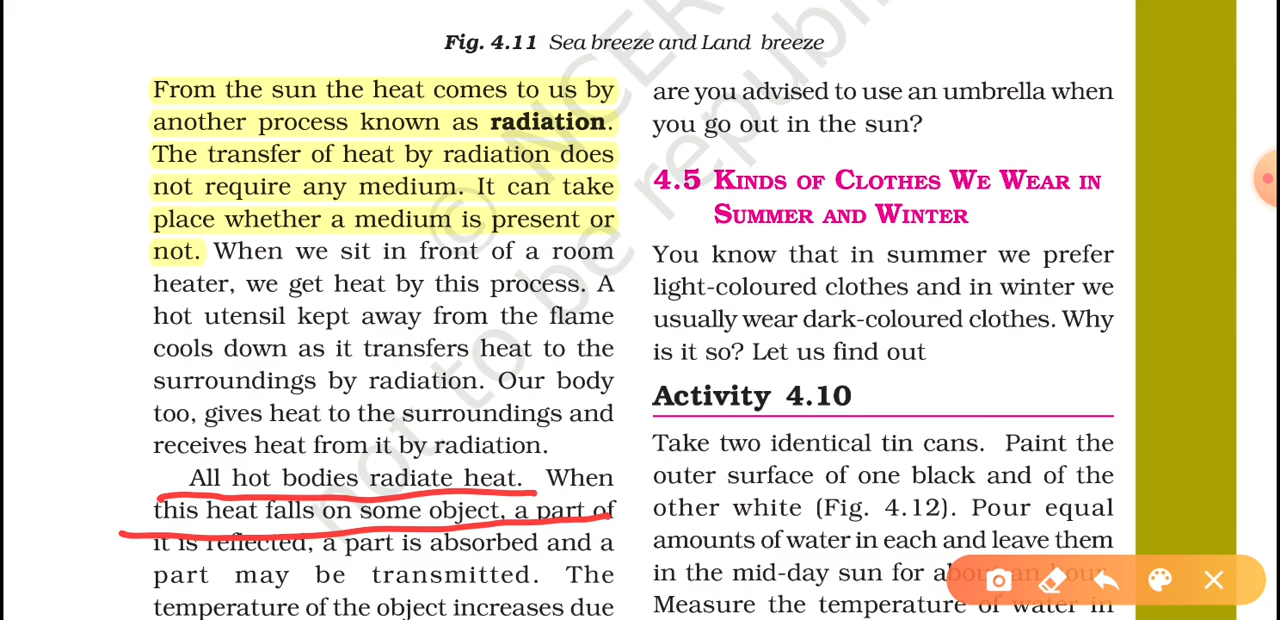 Fig. 4.11 Sea breeze and Land breeze
From the sun the heat comes to us by
another process known as radiation.
The transfer of heat by radiation does
not require any medium. It can take
place whether a medium is present or
not. When we sit in front of a room
heater, we get heat by this process. A
hot utensil kept away from the flame
cools down as it transfers heat to the
surroundings by radiation. Our body
too, gives heat to the surroundings and
receives heat from it by radiation.
All hot bodies radiate heat. When
this heat falls on some object, a part of
it is reflected, a part is absorbed and a
part may be transmitted. The
temperature of the object increases due
are you advised to use an umbrella when
you go out in the sun?
4.5 KINDS OF CLOTHES WE WEAR IN
SUMMER AND WINTER
You know that in summer we prefer
light-coloured clothes and in winter we
usually wear dark-coloured clothes. Why
is it so? Let us find out
Activity 4.10
Take two identical tin cans. Paint the
outer surface of one black and of the
other white (Fig. 4.12). Pour equal
amounts of water in each and leave them
in the mid-day sun for about an hour.
Measure the temperature of water in
© NCER
not to be republi